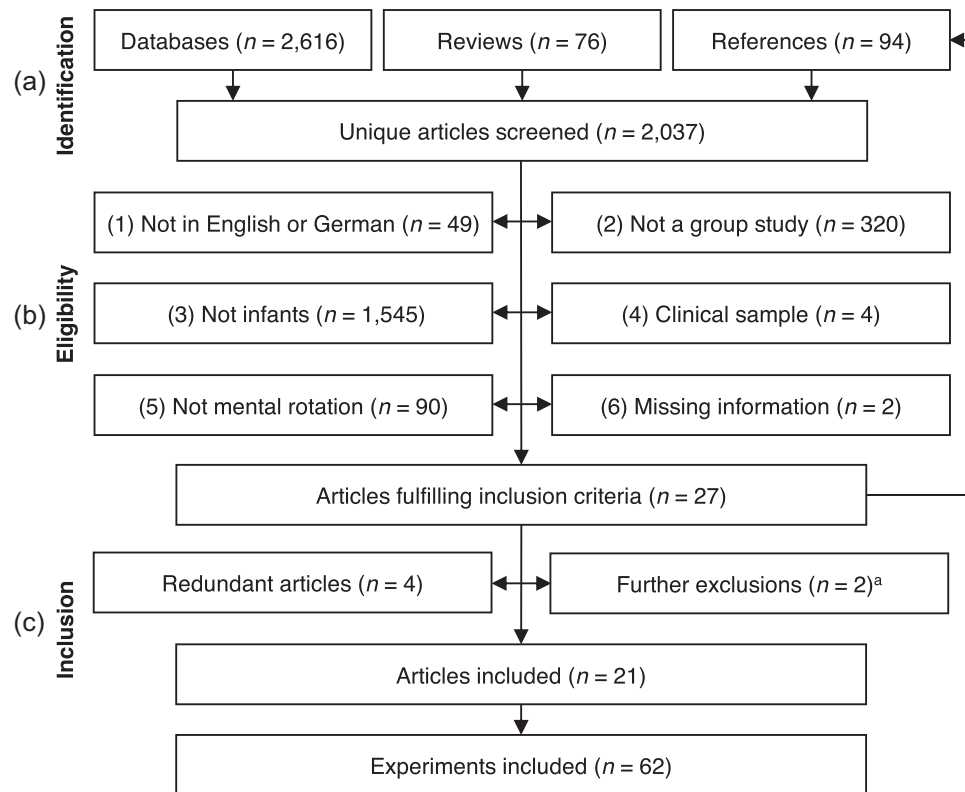 Databases (n = 2,616)
Reviews (n = 76)
References (n = 94)
(a)
Identification
Unique articles screened (n = 2,037)
(1) Not in English or German (n = 49)
(2) Not a group study (n = 320)
(b)
Eligibility
(3) Not infants (n = 1,545)
(4) Clinical sample (n = 4)
(5) Not mental rotation (n = 90)
(6) Missing information (n = 2)
Articles fulfilling inclusion criteria (n = 27)
(c)
Inclusion
Redundant articles (n = 4)
Further exclusions (n = 2)ᵃ
Articles included (n = 21)
Experiments included (n = 62)